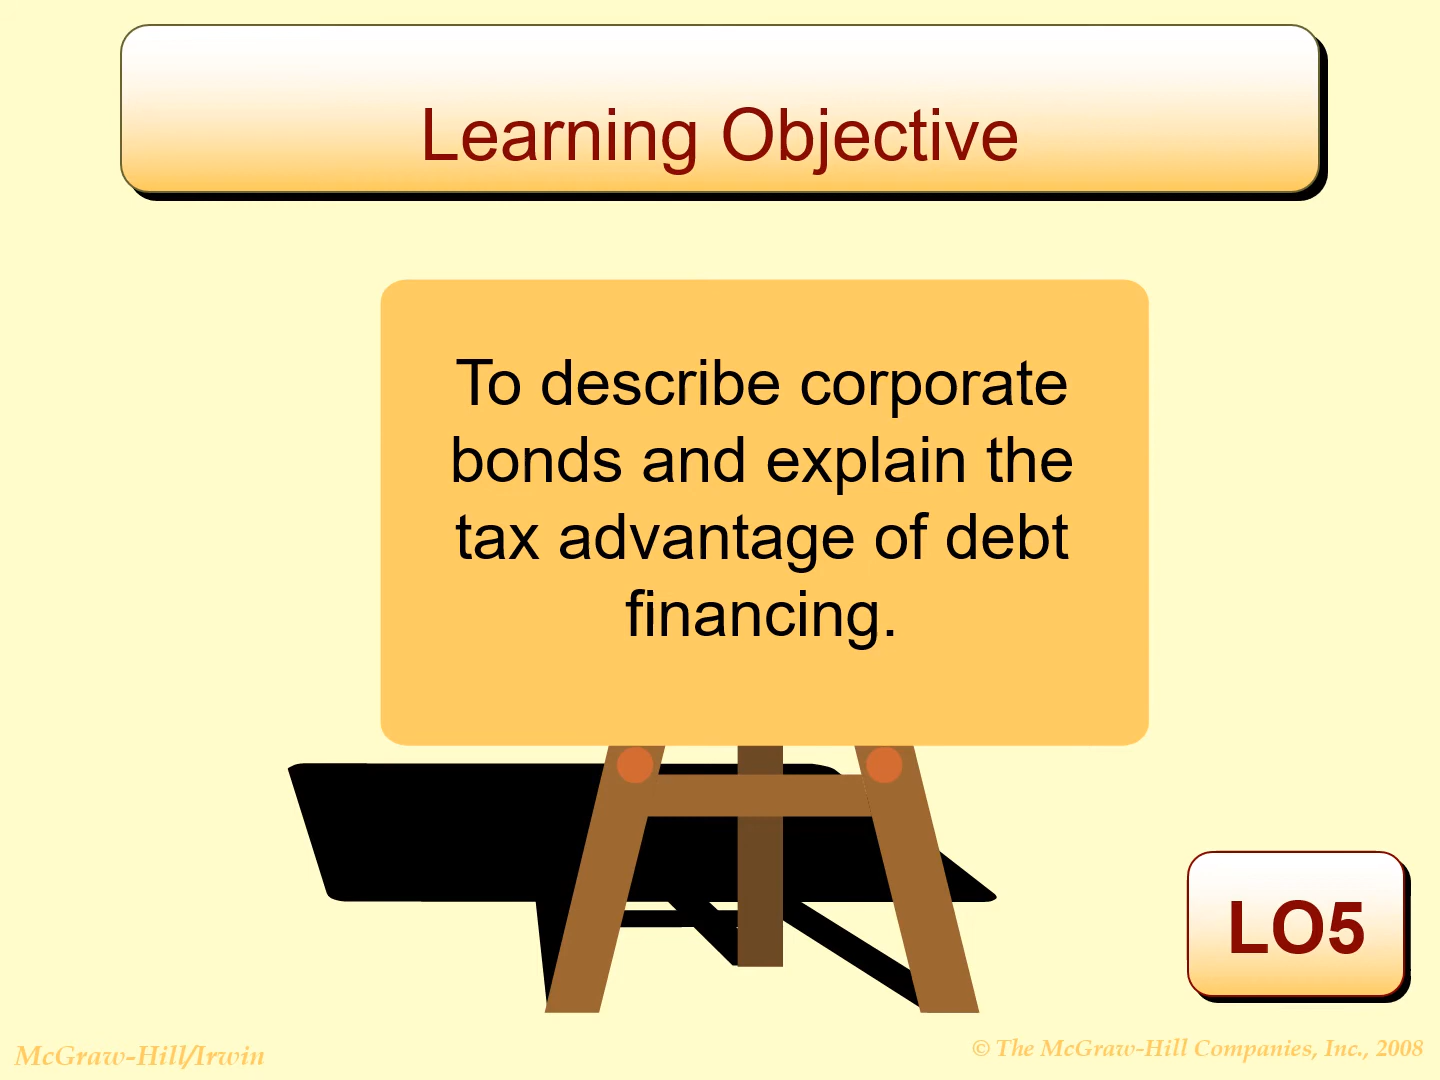 Learning Objective
To describe corporate
bonds and explain the
tax advantage of debt
financing.
LO5
McGraw-Hill/Irwin
© The McGraw-Hill Companies, Inc., 2008